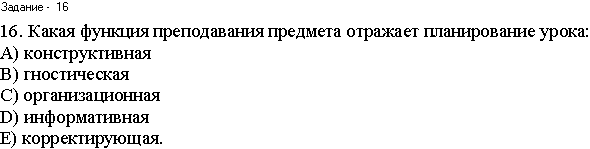 Задание - 16
16. Какая функция преподавания предмета отражает планирование урока:
A) конструктивная
B) гностическая
C) организационная
D) информативная
E) корректирующая.